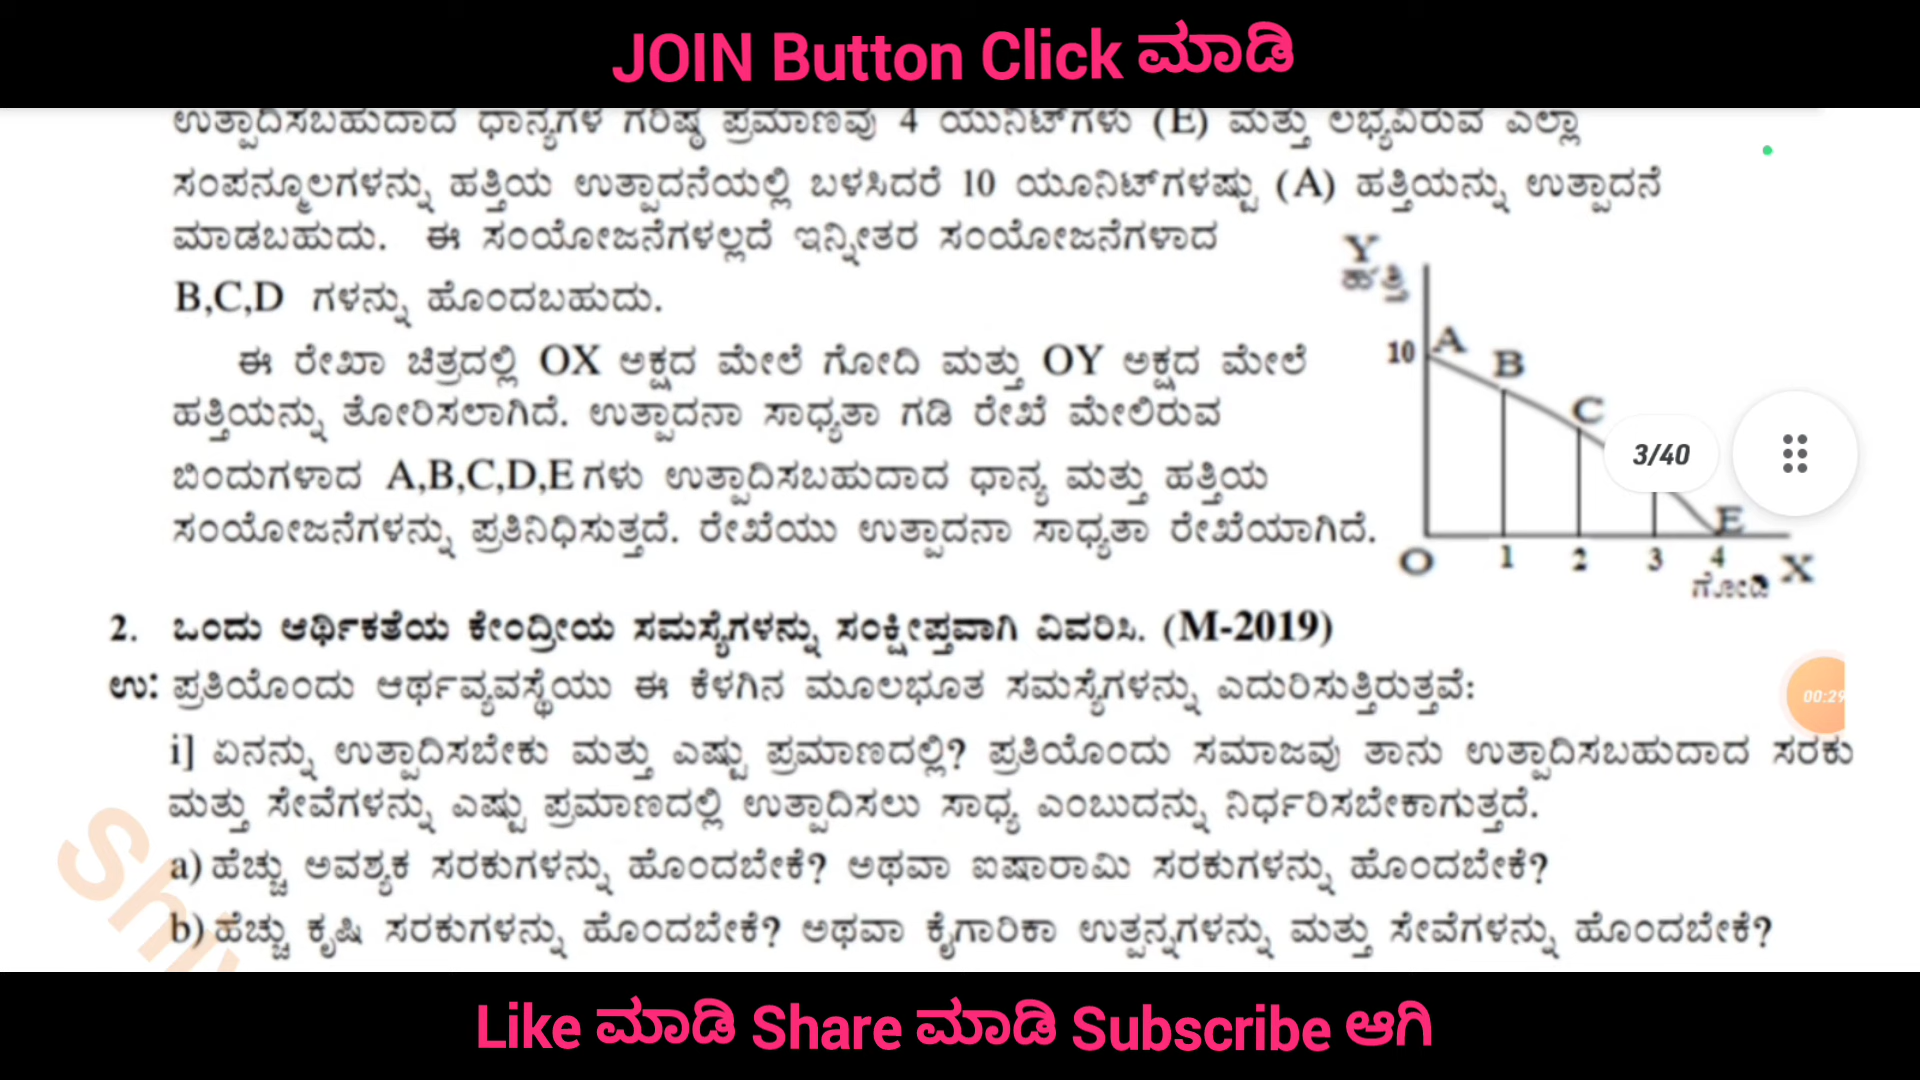 JOIN Button Click ಮಾಡಿ
ಉತ್ಪಾದಿಸಬಹುದಾದ ಧಾನ್ಯಗಳ ಗರಿಷ್ಠ ಪ್ರಮಾಣವು 4 ಯುನಿಟ್‌ಗಳು (E) ಮತ್ತು ಲಭ್ಯವಿರುವ ಎಲ್ಲಾ
ಸಂಪನ್ಮೂಲಗಳನ್ನು ಹತ್ತಿಯ ಉತ್ಪಾದನೆಯಲ್ಲಿ ಬಳಸಿದರೆ 10 ಯೂನಿಟ್‌ಗಳಷ್ಟು (A) ಹತ್ತಿಯನ್ನು ಉತ್ಪಾದನೆ
ಮಾಡಬಹುದು. ಈ ಸಂಯೋಜನೆಗಳಲ್ಲದೆ ಇನ್ನೀತರ ಸಂಯೋಜನೆಗಳಾದ
B,C,D ಗಳನ್ನು ಹೊಂದಬಹುದು.
ಈ ರೇಖಾ ಚಿತ್ರದಲ್ಲಿ OX ಅಕ್ಷದ ಮೇಲೆ ಗೋದಿ ಮತ್ತು OY ಅಕ್ಷದ ಮೇಲೆ
ಹತ್ತಿಯನ್ನು ತೋರಿಸಲಾಗಿದೆ. ಉತ್ಪಾದನಾ ಸಾಧ್ಯತಾ ಗಡಿ ರೇಖೆ ಮೇಲಿರುವ
ಬಿಂದುಗಳಾದ A,B,C,D,E ಗಳು ಉತ್ಪಾದಿಸಬಹುದಾದ ಧಾನ್ಯ ಮತ್ತು ಹತ್ತಿಯ
ಸಂಯೋಜನೆಗಳನ್ನು ಪ್ರತಿನಿಧಿಸುತ್ತದೆ. ರೇಖೆಯು ಉತ್ಪಾದನಾ ಸಾಧ್ಯತಾ ರೇಖೆಯಾಗಿದೆ.
Y
ಹತ್ತಿ
10 A
B
C
3/40
E
O 1 2 3 4 X
ಗೋದಿ
2. ಒಂದು ಆರ್ಥಿಕತೆಯ ಕೇಂದ್ರೀಯ ಸಮಸ್ಯೆಗಳನ್ನು ಸಂಕ್ಷೀಪ್ತವಾಗಿ ವಿವರಿಸಿ. (M-2019)
ಉ: ಪ್ರತಿಯೊಂದು ಆರ್ಥವ್ಯವಸ್ಥೆಯು ಈ ಕೆಳಗಿನ ಮೂಲಭೂತ ಸಮಸ್ಯೆಗಳನ್ನು ಎದುರಿಸುತ್ತಿರುತ್ತವೆ:
00:29
i] ಏನನ್ನು ಉತ್ಪಾದಿಸಬೇಕು ಮತ್ತು ಎಷ್ಟು ಪ್ರಮಾಣದಲ್ಲಿ? ಪ್ರತಿಯೊಂದು ಸಮಾಜವು ತಾನು ಉತ್ಪಾದಿಸಬಹುದಾದ ಸರಕು
ಮತ್ತು ಸೇವೆಗಳನ್ನು ಎಷ್ಟು ಪ್ರಮಾಣದಲ್ಲಿ ಉತ್ಪಾದಿಸಲು ಸಾಧ್ಯ ಎಂಬುದನ್ನು ನಿರ್ಧರಿಸಬೇಕಾಗುತ್ತದೆ.
a) ಹೆಚ್ಚು ಅವಶ್ಯಕ ಸರಕುಗಳನ್ನು ಹೊಂದಬೇಕೆ? ಅಥವಾ ಐಷಾರಾಮಿ ಸರಕುಗಳನ್ನು ಹೊಂದಬೇಕೆ?
b) ಹೆಚ್ಚು ಕೃಷಿ ಸರಕುಗಳನ್ನು ಹೊಂದಬೇಕೆ? ಅಥವಾ ಕೈಗಾರಿಕಾ ಉತ್ಪನ್ನಗಳನ್ನು ಮತ್ತು ಸೇವೆಗಳನ್ನು ಹೊಂದಬೇಕೆ?
Like ಮಾಡಿ Share ಮಾಡಿ Subscribe ಆಗಿ